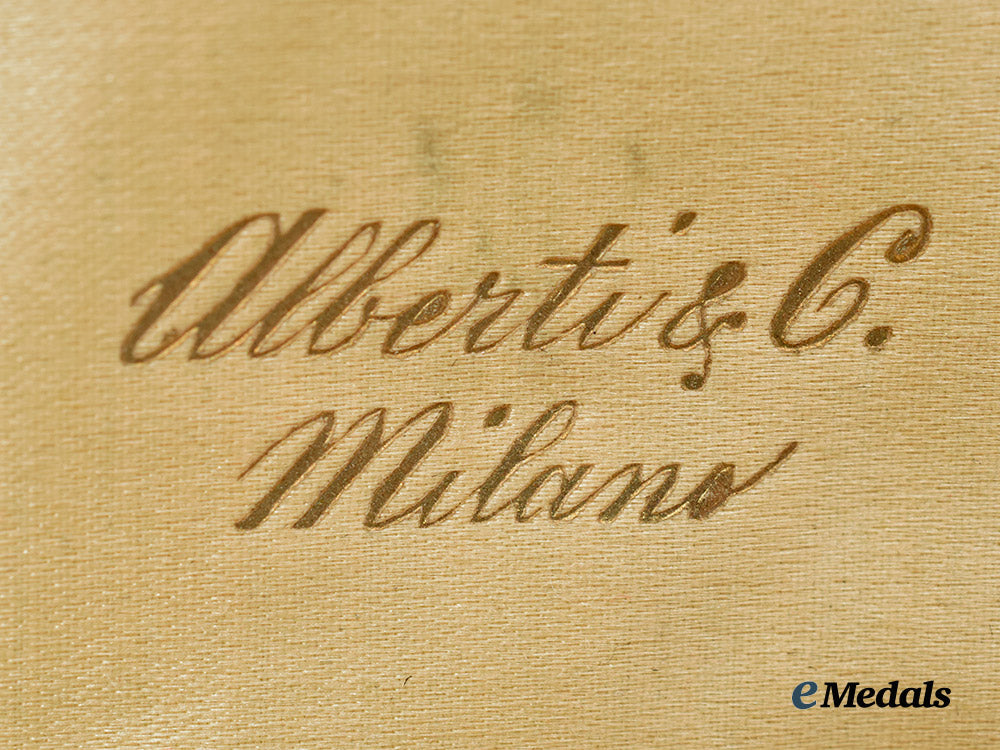 Alberti & C.
Milano
eMedals